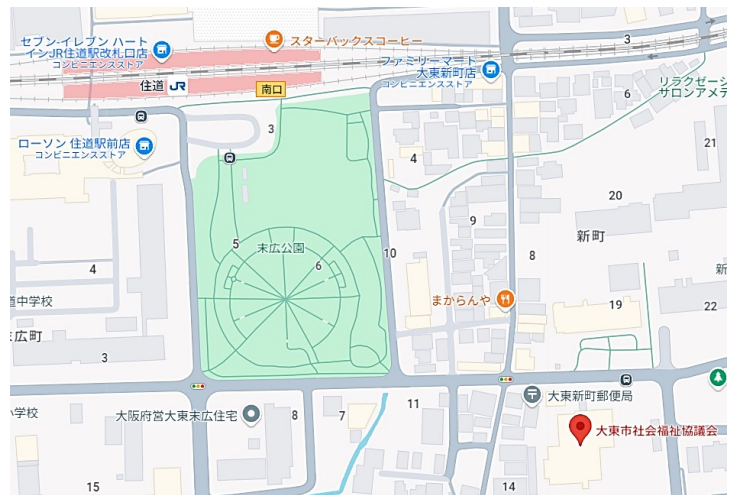 セブン-イレブン ハート
インJR住道駅改札口店
コンビニエンスストア
スターバックスコーヒー
3
ファミリーマート
大東新町店
コンビニエンスストア
住道 JR
南口
リラクゼーシ
サロンアメデ
6
3
ローソン 住道駅前店
コンビニエンスストア
21
4
20
9
新町
5
末広公園
6
10
8
4
新
道中学校
まからんや
19
22
末広町
3
大東新町郵便局
小学校
大阪府営大東末広住宅
8
7
11
大東市社会福祉協議会
15
14